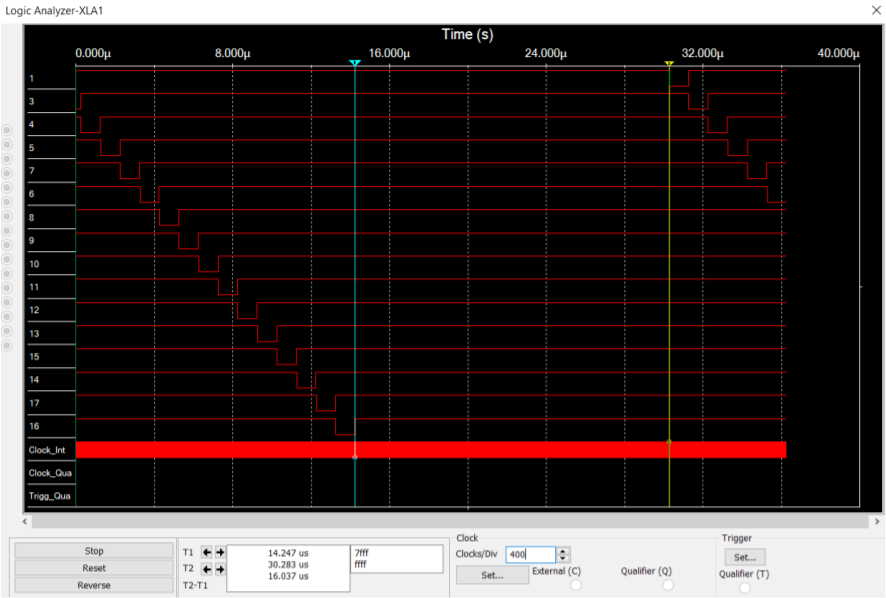 Logic Analyzer-XLA1
Time (s)
0.000µ 8.000µ 16.000µ 24.000µ 32.000µ 40.000µ
1
3
4
5
7
6
8
9
10
11
12
13
15
14
17
16
Clock_Int
Clock_Qua
Trigg_Qua
Stop
Reset
Reverse
T1
T2
T2-T1
14.247 us
30.283 us
16.037 us
7fff
ffff
Clock
Clocks/Div 400
Set... External (C) Qualifier (Q)
Trigger
Set...
Qualifier (T)